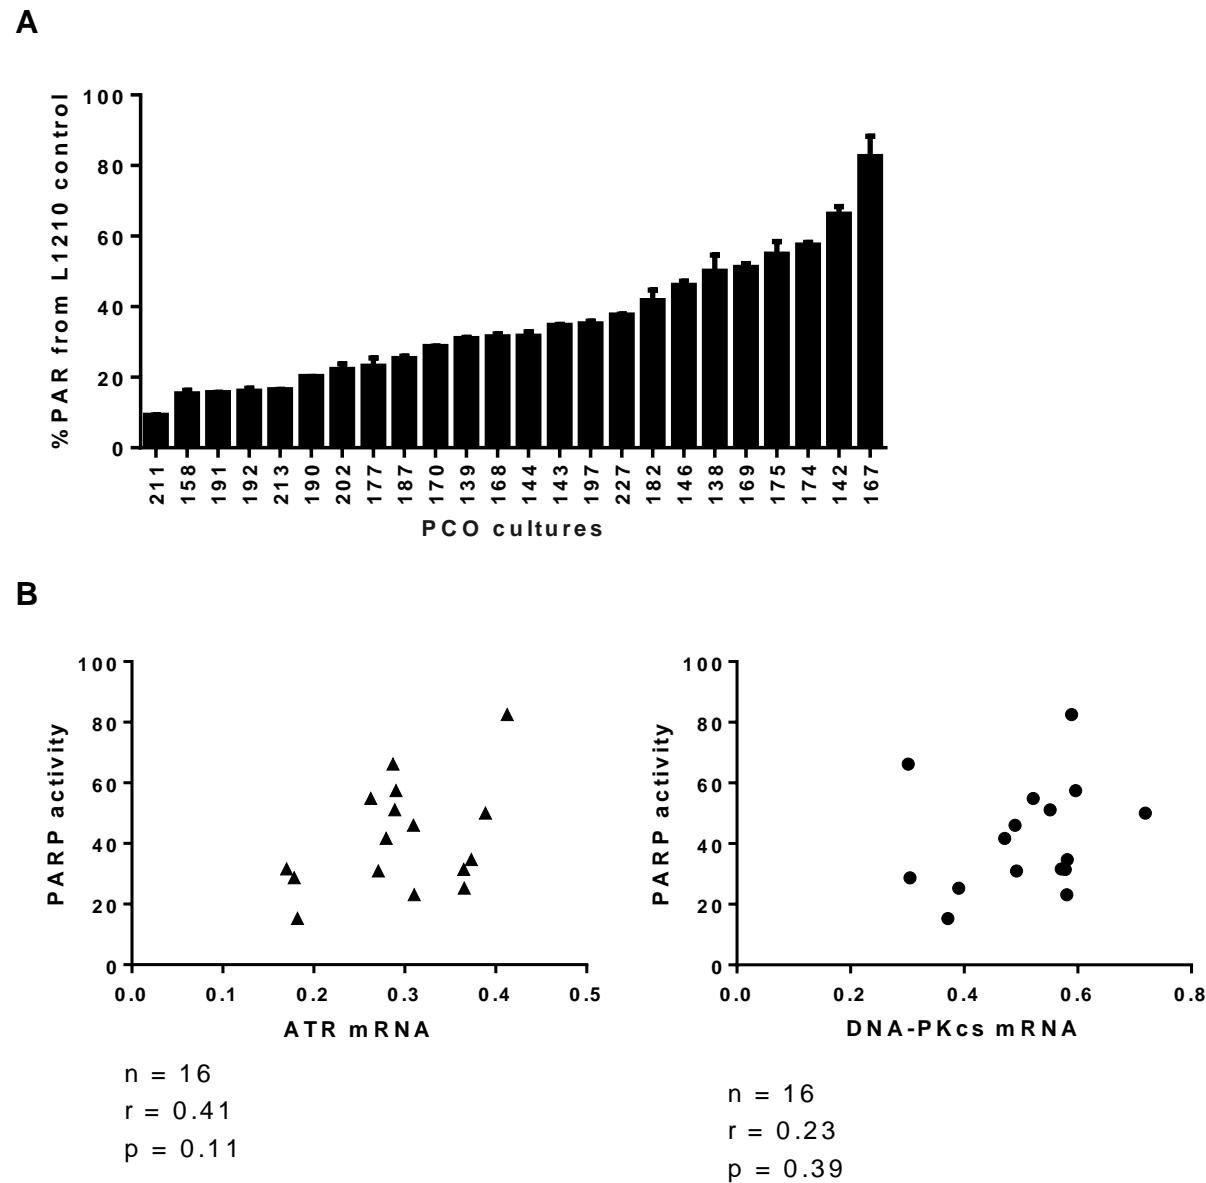 A
%PAR from L1210 control
100
80
60
40
20
0
211 158 191 192 213 190 202 177 187 170 139 168 144 143 197 227 182 146 138 169 175 174 142 167
PCO cultures
B
PARP activity
100
80
60
40
20
0
0.0 0.1 0.2 0.3 0.4 0.5
ATR mRNA
n = 16
r = 0.41
p = 0.11
PARP activity
100
80
60
40
20
0
0.0 0.2 0.4 0.6 0.8
DNA-PKcs mRNA
n = 16
r = 0.23
p = 0.39